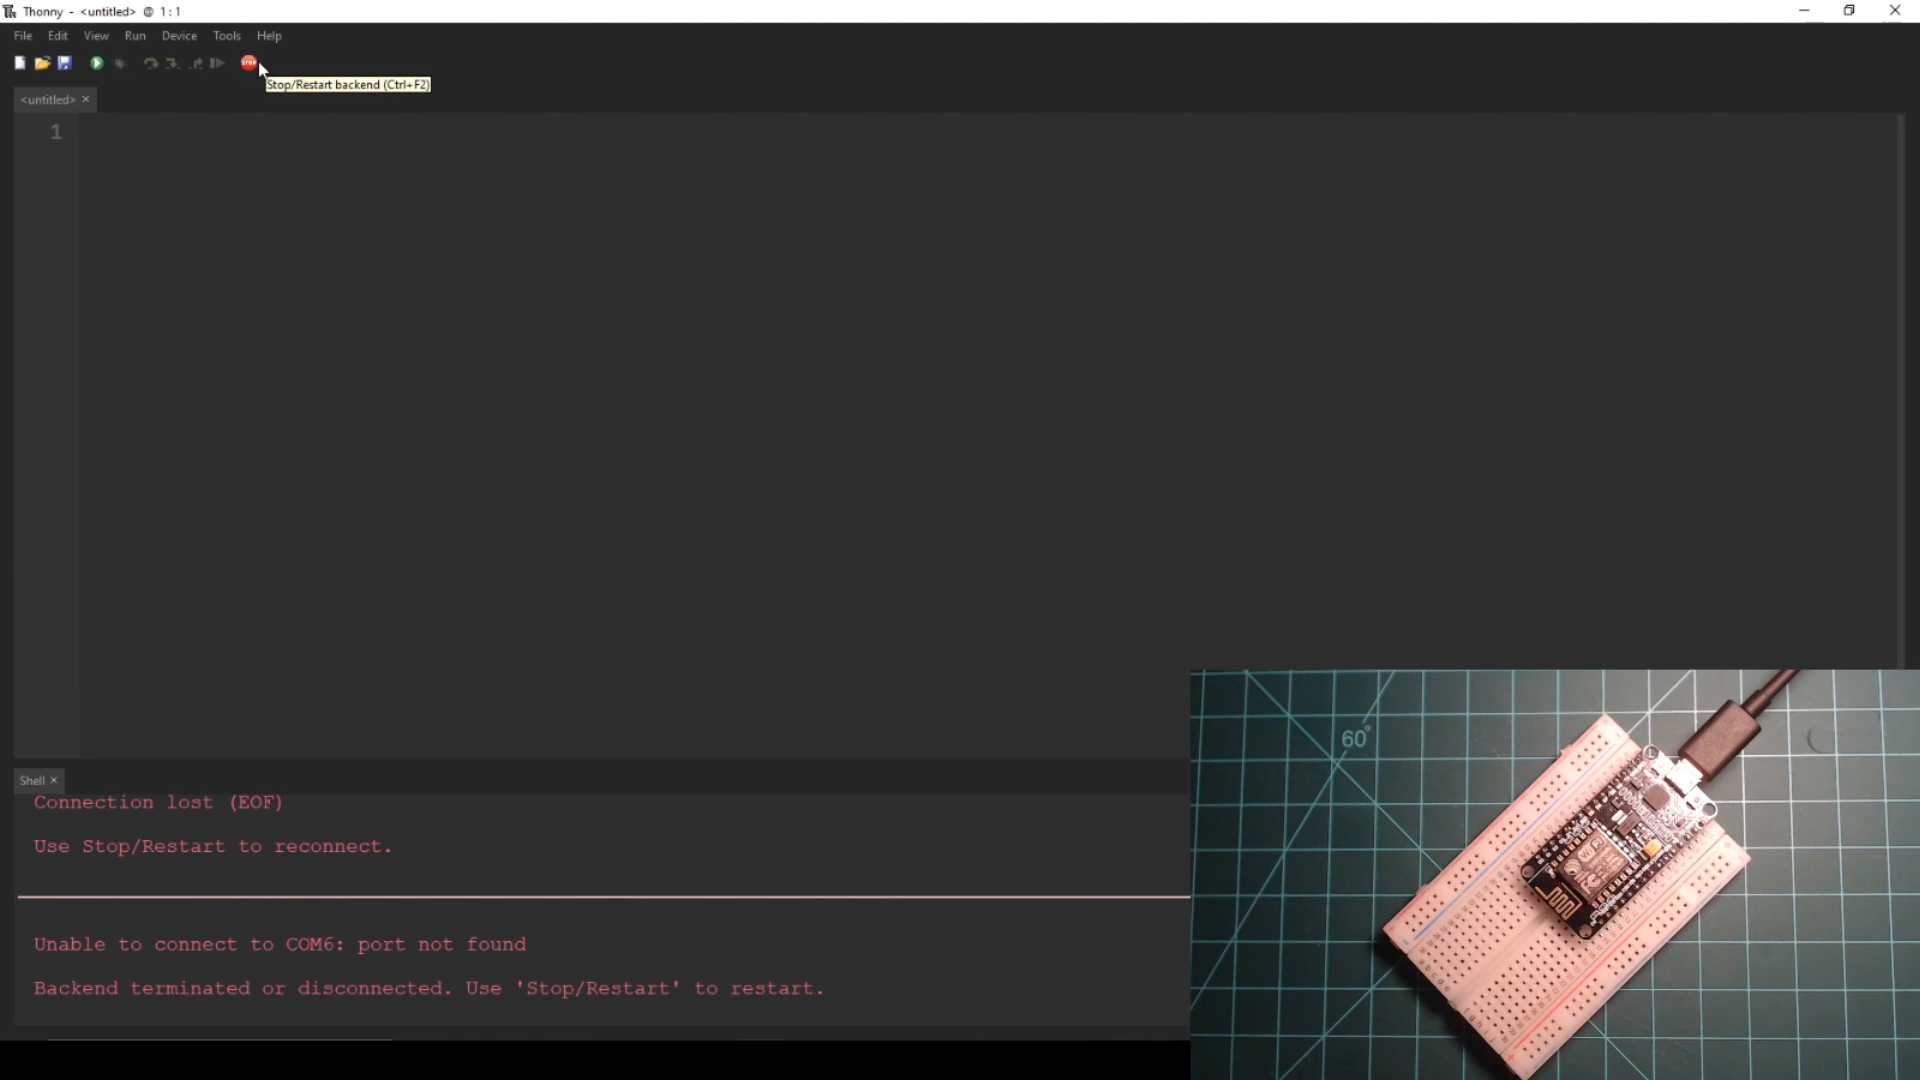 Thonny - <untitled> @ 1:1
File Edit View Run Device Tools Help
STOP
Stop/Restart backend (Ctrl+F2)
<untitled> ×
1
Shell ×
Connection lost (EOF)
Use Stop/Restart to reconnect.
Unable to connect to COM6: port not found
Backend terminated or disconnected. Use 'Stop/Restart' to restart.
60°